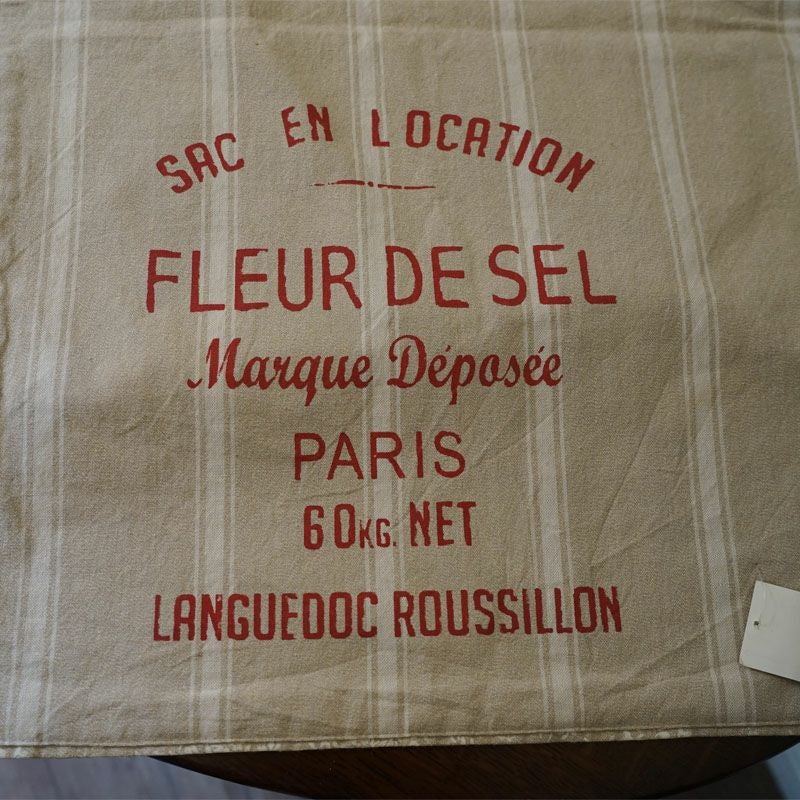 SAC EN LOCATION
FLEUR DE SEL
Marque Déposée
PARIS
60KG. NET
LANGUEDOC ROUSSILLON